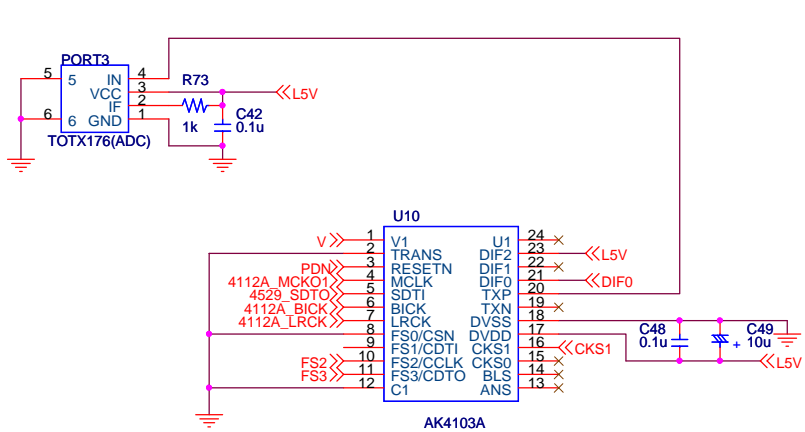 PORT3
5 5 IN 4
VCC 3
IF 2
6 6 GND 1
TOTX176(ADC)
R73
1k
L5V
C42
0.1u
U10
V 1 V1 U1 24
2 TRANS DIF2 23 L5V
PDN 3 RESETN DIF1 22
4112A_MCKO1 4 MCLK DIF0 21 DIF0
4529_SDTO 5 SDTI TXP 20
4112A_BICK 6 BICK TXN 19
4112A_LRCK 7 LRCK DVSS 18
8 FS0/CSN DVDD 17
9 FS1/CDTI CKS1 16 CKS1
FS2 10 FS2/CCLK CKS0 15
FS3 11 FS3/CDTO BLS 14
12 C1 ANS 13
AK4103A
C48
0.1u
C49
+ 10u
L5V